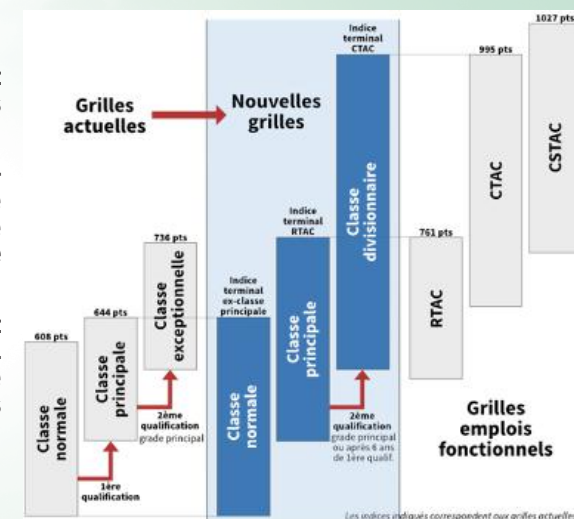 Grilles
actuelles
Nouvelles
grilles
Indice
terminal
CTAC
995 pts
1027 pts
Classe
divisionnaire
CTAC
CSTAC
Indice
terminal
RTAC
761 pts
736 pts
Classe
exceptionnelle
Indice
terminal
ex-classe
principale
Classe
principale
RTAC
644 pts
608 pts
Classe
principale
Classe
normale
Classe
normale
2ème
qualification
grade principal
1ère
qualification
2ème
qualification
grade principal
ou après 6 ans
de 1ère qualif.
Grilles
emplois
fonctionnels
Les indices indiqués correspondent aux grilles actuelles